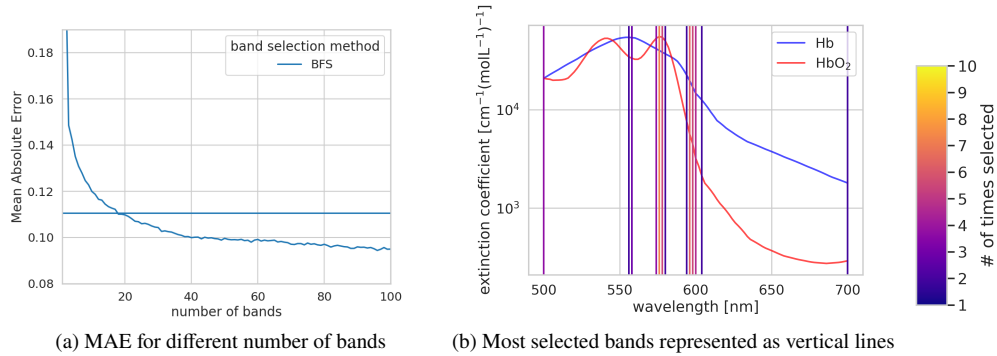 0.18
0.16
0.14
0.12
0.10
0.08
Mean Absolute Error
band selection method
BFS
20
40
60
80
100
number of bands
(a) MAE for different number of bands
extinction coefficient [cm⁻¹(molL⁻¹)⁻¹]
10⁴
10³
Hb
HbO₂
500
550
600
650
700
wavelength [nm]
10
9
8
7
6
5
4
3
2
1
# of times selected
(b) Most selected bands represented as vertical lines